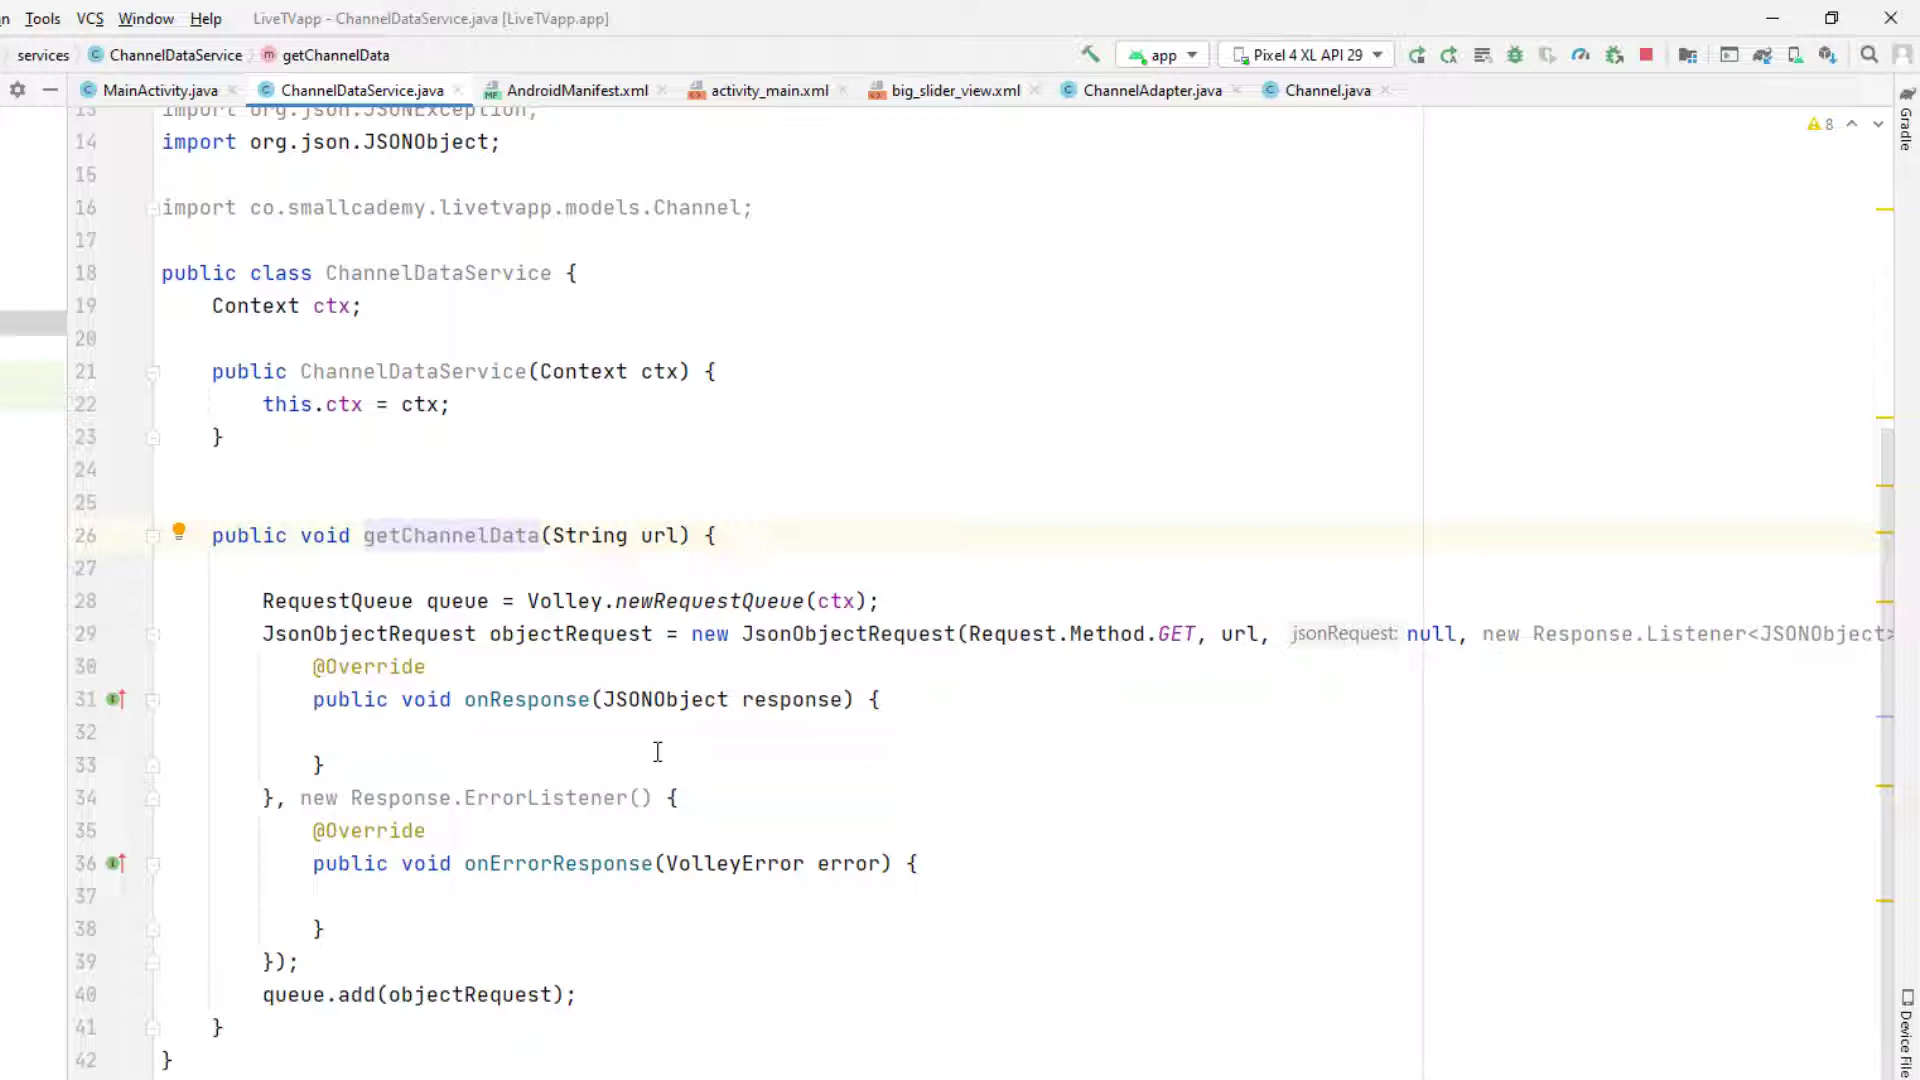 Tools VCS Window Help LiveTVapp - ChannelDataService.java [LiveTVapp.app]
services ChannelDataService getChannelData app Pixel 4 XL API 29
MainActivity.java ChannelDataService.java AndroidManifest.xml activity_main.xml big_slider_view.xml ChannelAdapter.java Channel.java
13 import org.json.JSONException;
14 import org.json.JSONObject;
15
16 import co.smallcademy.livetvapp.models.Channel;
17
18 public class ChannelDataService {
19 Context ctx;
20
21 public ChannelDataService(Context ctx) {
22 this.ctx = ctx;
23 }
24
25
26 public void getChannelData(String url) {
27
28 RequestQueue queue = Volley.newRequestQueue(ctx);
29 JsonObjectRequest objectRequest = new JsonObjectRequest(Request.Method.GET, url, jsonRequest: null, new Response.Listener<JSONObject>
30 @Override
31 public void onResponse(JSONObject response) {
32
33 }
34 }, new Response.ErrorListener() {
35 @Override
36 public void onErrorResponse(VolleyError error) {
37
38 }
39 });
40 queue.add(objectRequest);
41 }
42 }
8
Gradle
Device File